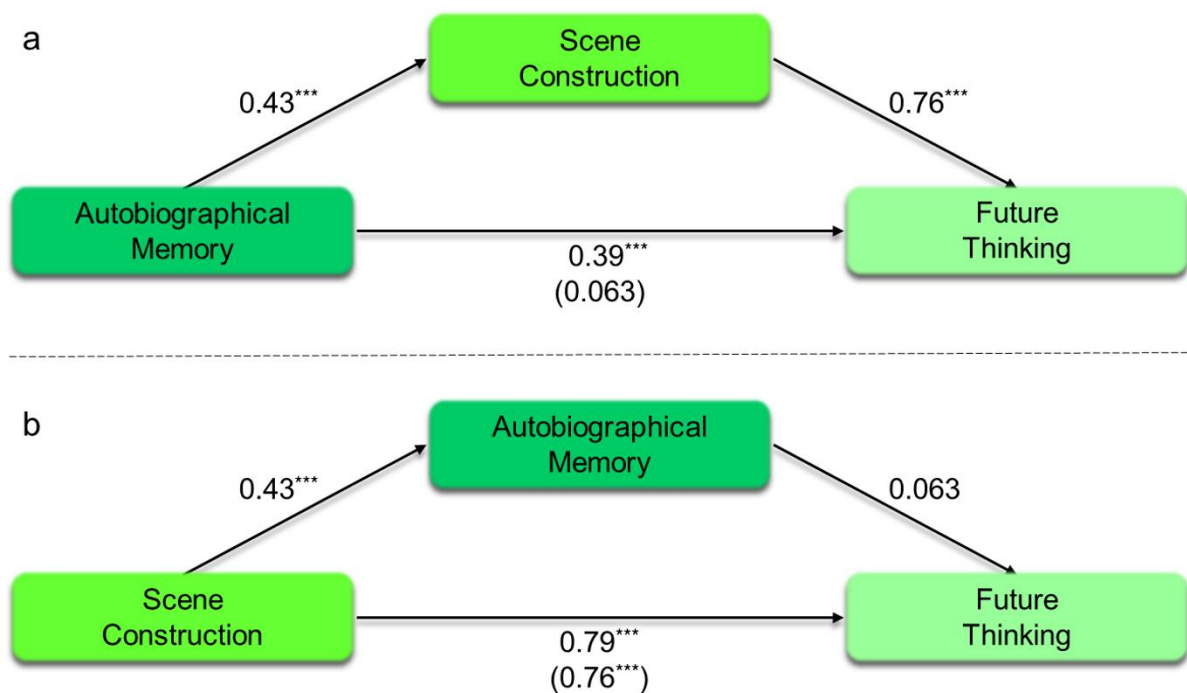 a
Scene
Construction
0.43***
0.76***
Autobiographical
Memory
Future
Thinking
0.39***
(0.063)
b
Autobiographical
Memory
0.43***
0.063
Scene
Construction
Future
Thinking
0.79***
(0.76***)